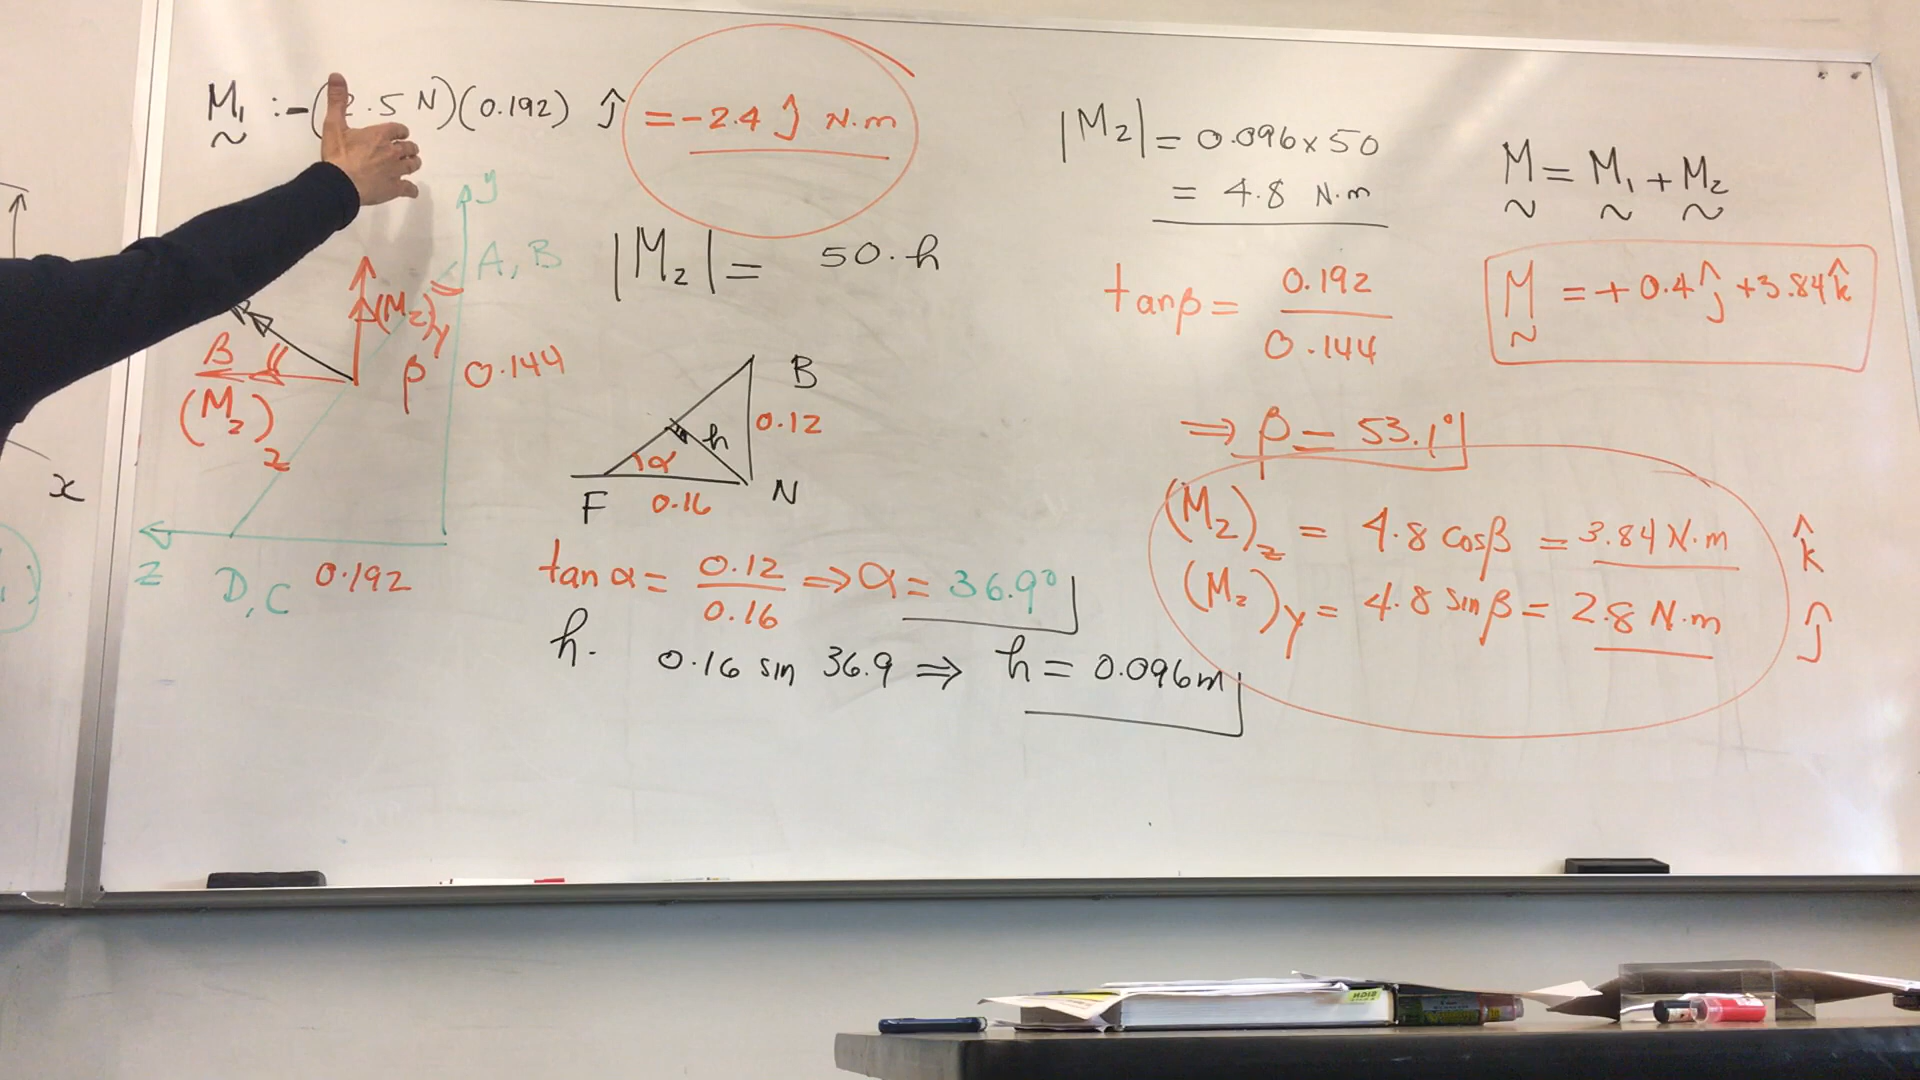 M₁ : -( .5 N)(0.192) ĵ = -2.4 ĵ N.m
y
A, B
(M₂)y
β
0.144
β
(M₂)z
x
z
D, C 0.192
|M₂| = 50.h
B
0.12
h
α
F 0.16 N
tan α = 0.12 / 0.16 ⇒ α = 36.9°
h. 0.16 sin 36.9 ⇒ h = 0.096m
|M₂| = 0.096 x 50
= 4.8 N.m
tanβ = 0.192 / 0.144
⇒ β = 53.1°
(M₂)z = 4.8 cosβ = 3.84 N.m k̂
(M₂)y = 4.8 sinβ = 2.8 N.m ĵ
M = M₁ + M₂
M = +0.4 ĵ + 3.84 k̂